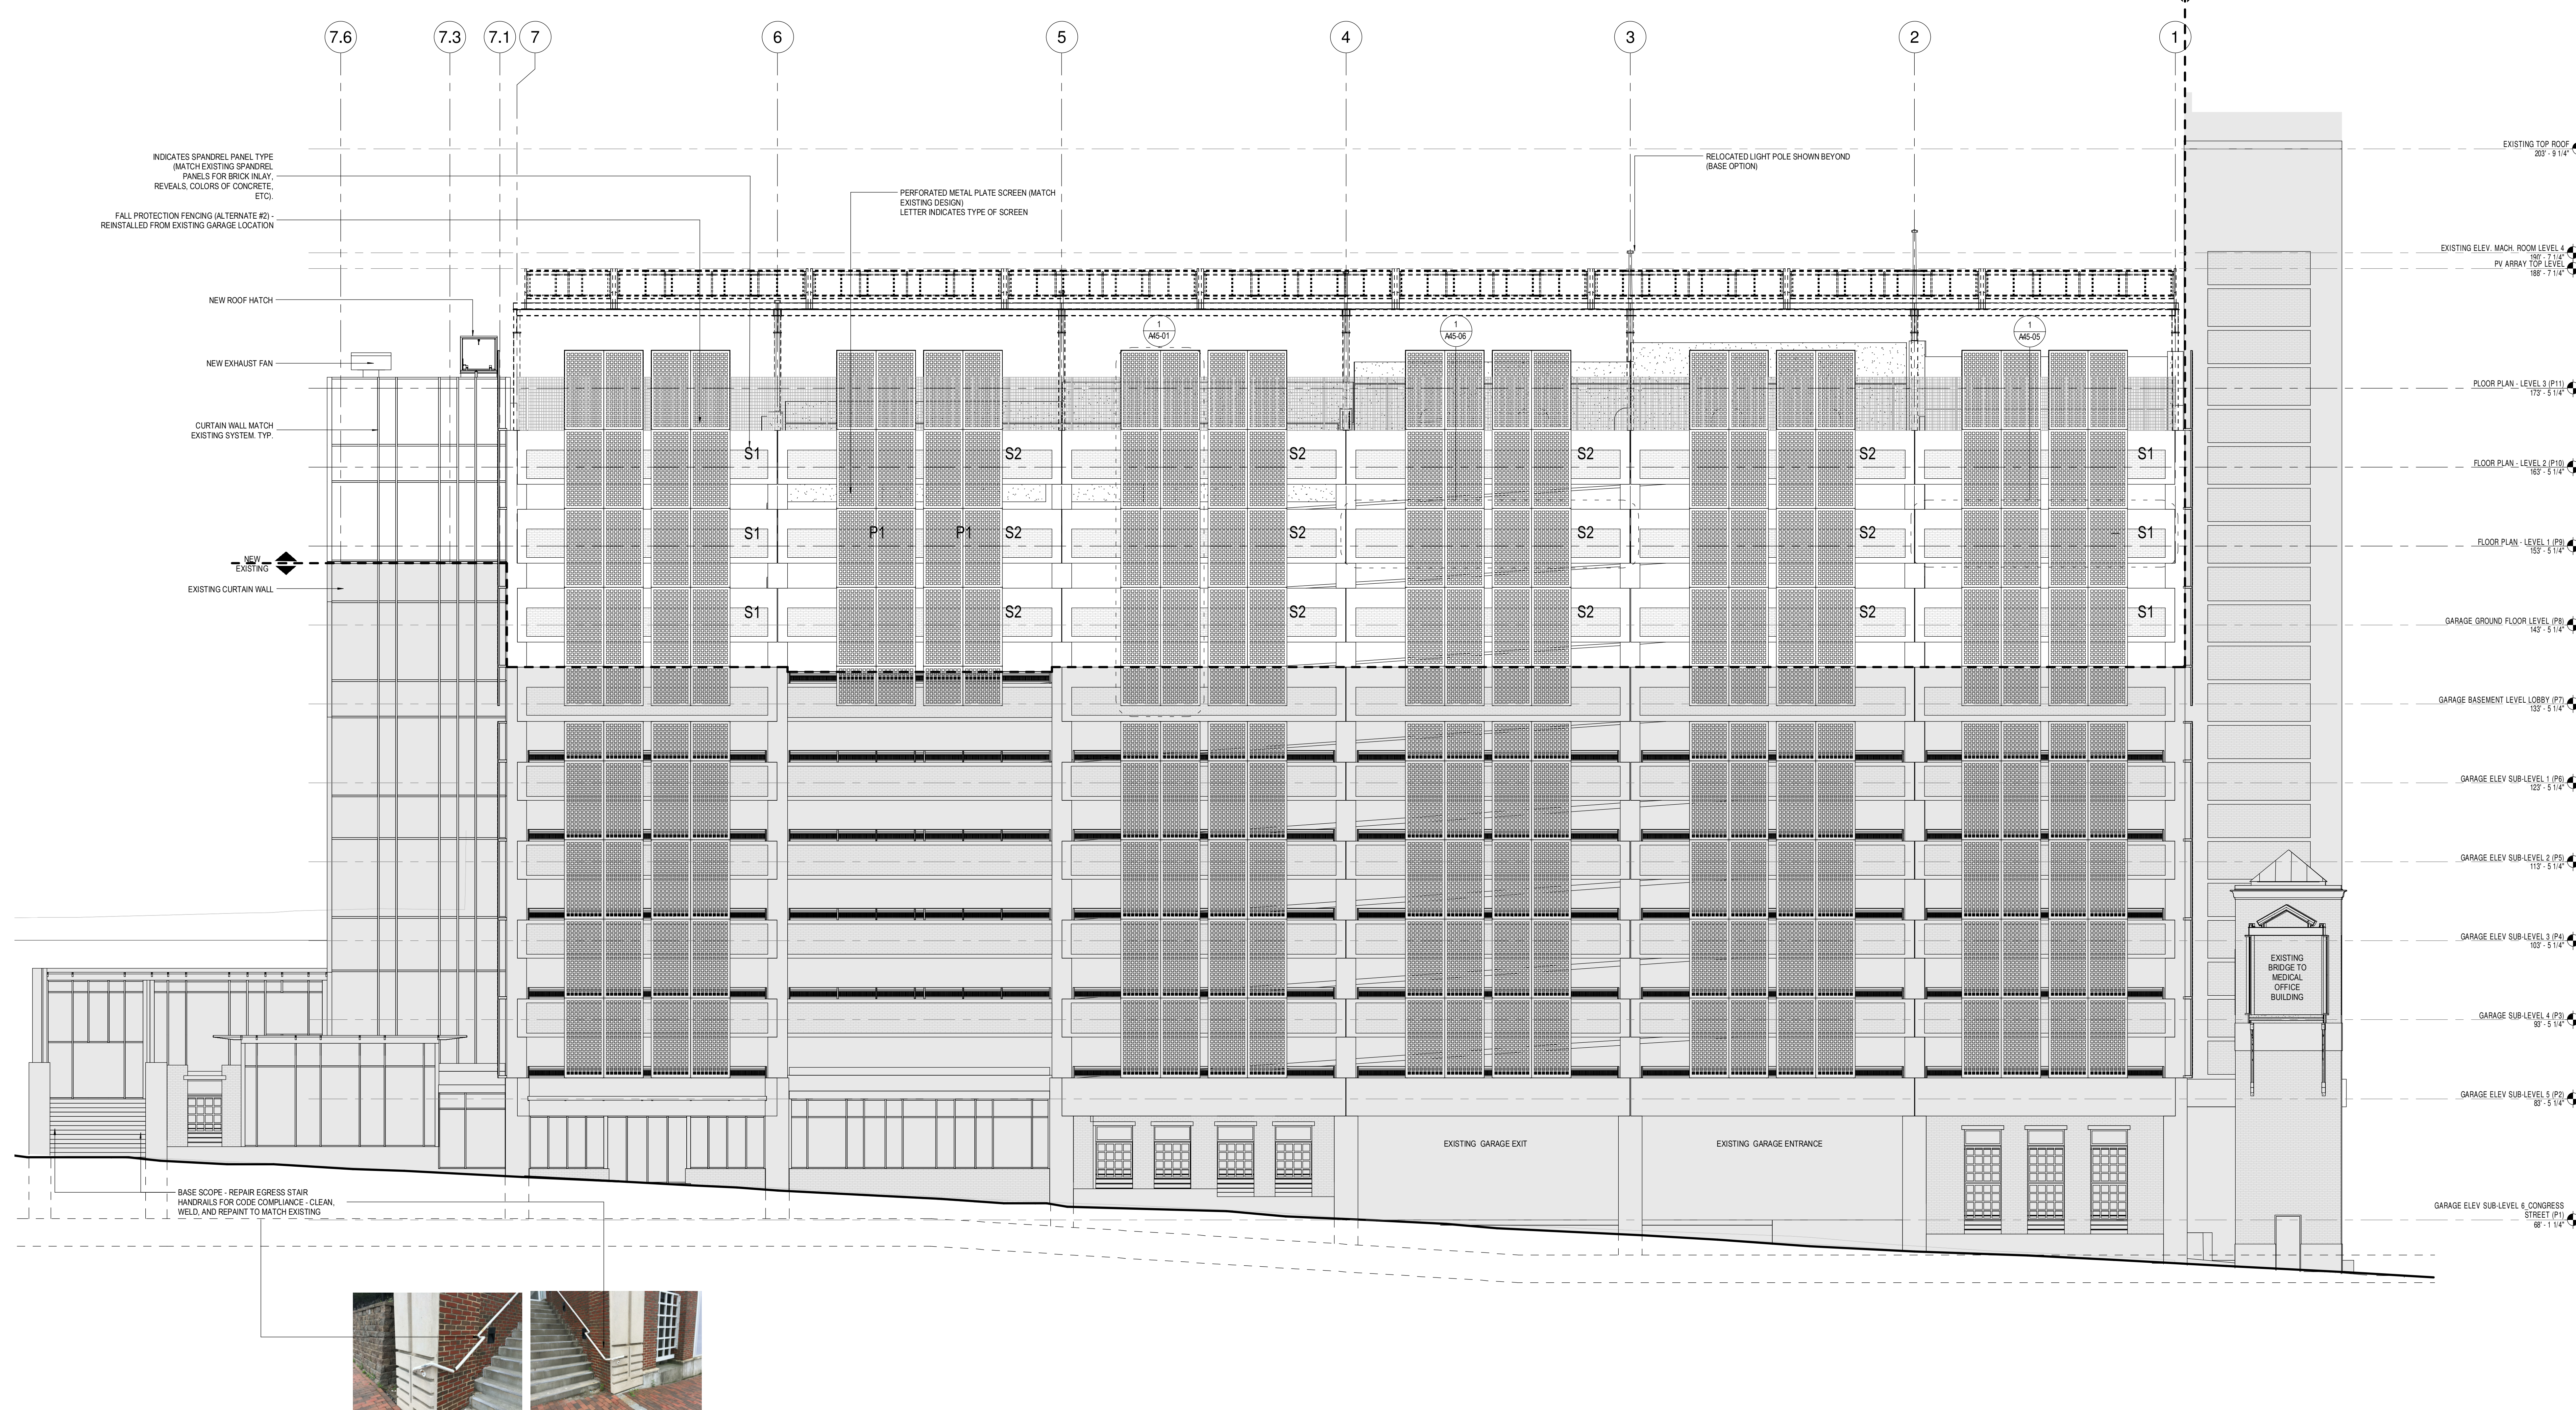 7.6
7.3
7.1
7
6
5
4
3
2
1
INDICATES SPANDREL PANEL TYPE
(MATCH EXISTING SPANDREL
PANELS FOR BRICK INLAY,
REVEALS, COLORS OF CONCRETE,
ETC).
FALL PROTECTION FENCING (ALTERNATE #2) -
REINSTALLED FROM EXISTING GARAGE LOCATION
PERFORATED METAL PLATE SCREEN (MATCH
EXISTING DESIGN)
LETTER INDICATES TYPE OF SCREEN
RELOCATED LIGHT POLE SHOWN BEYOND
(BASE OPTION)
EXISTING TOP ROOF
203' - 9 1/4"
EXISTING ELEV. MACH. ROOM LEVEL 4
190' - 7 1/4"
PV ARRAY TOP LEVEL
188' - 7 1/4"
NEW ROOF HATCH
1
A45-01
1
A45-06
1
A45-05
NEW EXHAUST FAN
PLOOR PLAN - LEVEL 3 (P11)
173' - 5 1/4"
CURTAIN WALL MATCH
EXISTING SYSTEM. TYP.
S1
S2
S2
S2
S2
S1
FLOOR PLAN - LEVEL 2 (P10)
163' - 5 1/4"
S1
P1
P1
S2
S2
S2
S2
S1
FLOOR PLAN - LEVEL 1 (P9)
153' - 5 1/4"
NEW
EXISTING
EXISTING CURTAIN WALL
S1
S2
S2
S2
S2
S1
GARAGE GROUND FLOOR LEVEL (P8)
143' - 5 1/4"
GARAGE BASEMENT LEVEL LOBBY (P7)
133' - 5 1/4"
GARAGE ELEV SUB-LEVEL 1 (P6)
123' - 5 1/4"
GARAGE ELEV SUB-LEVEL 2 (P5)
113' - 5 1/4"
GARAGE ELEV SUB-LEVEL 3 (P4)
103' - 5 1/4"
EXISTING
BRIDGE TO
MEDICAL
OFFICE
BUILDING
GARAGE SUB-LEVEL 4 (P3)
93' - 5 1/4"
GARAGE ELEV SUB-LEVEL 5 (P2)
83' - 5 1/4"
EXISTING GARAGE EXIT
EXISTING GARAGE ENTRANCE
BASE SCOPE - REPAIR EGRESS STAIR
HANDRAILS FOR CODE COMPLIANCE - CLEAN,
WELD, AND REPAINT TO MATCH EXISTING
GARAGE ELEV SUB-LEVEL 6_CONGRESS
STREET (P1)
68' - 1 1/4"